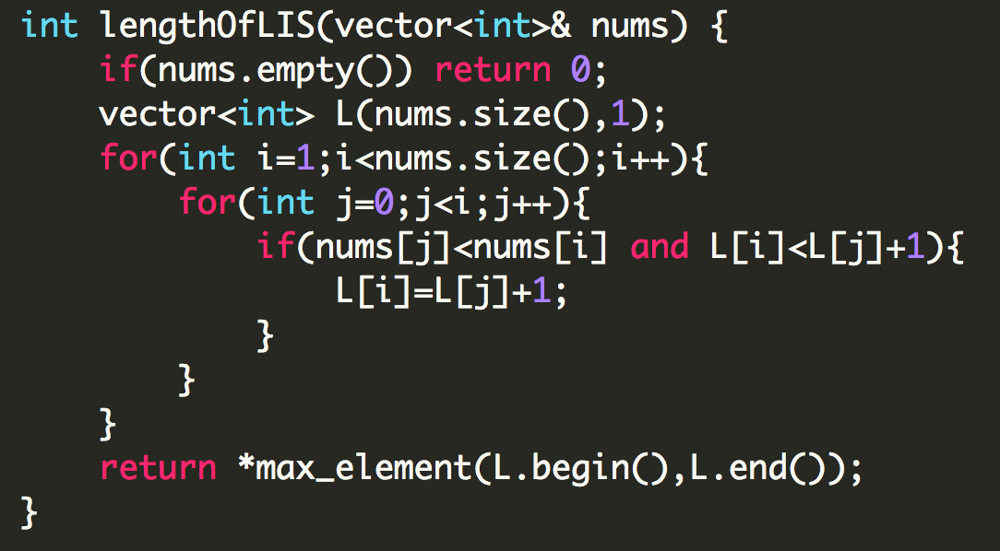 int lengthOfLIS(vector<int>& nums) {
    if(nums.empty()) return 0;
    vector<int> L(nums.size(),1);
    for(int i=1;i<nums.size();i++){
        for(int j=0;j<i;j++){
            if(nums[j]<nums[i] and L[i]<L[j]+1){
                L[i]=L[j]+1;
            }
        }
    }
    return *max_element(L.begin(),L.end());
}